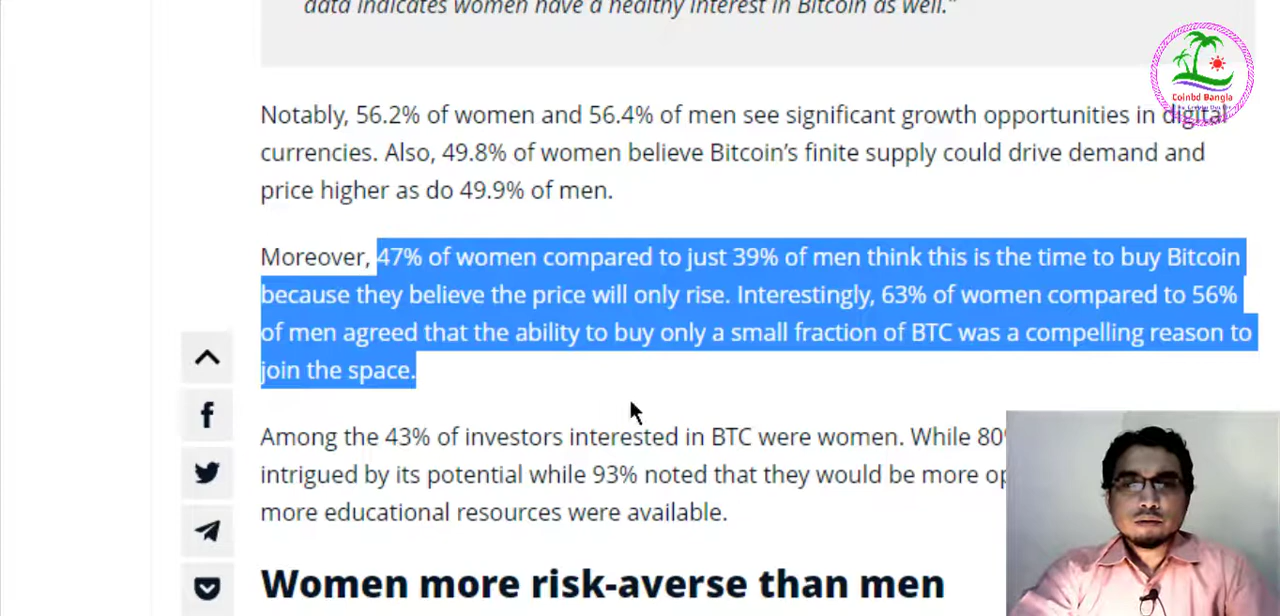 data indicates women have a healthy interest in Bitcoin as well."
Coinbd Bangla
Notably, 56.2% of women and 56.4% of men see significant growth opportunities in digital
currencies. Also, 49.8% of women believe Bitcoin’s finite supply could drive demand and
price higher as do 49.9% of men.
Moreover, 47% of women compared to just 39% of men think this is the time to buy Bitcoin
because they believe the price will only rise. Interestingly, 63% of women compared to 56%
of men agreed that the ability to buy only a small fraction of BTC was a compelling reason to
join the space.
Among the 43% of investors interested in BTC were women. While
intrigued by its potential while 93% noted that they would be more
more educational resources were available.
Women more risk-averse than men